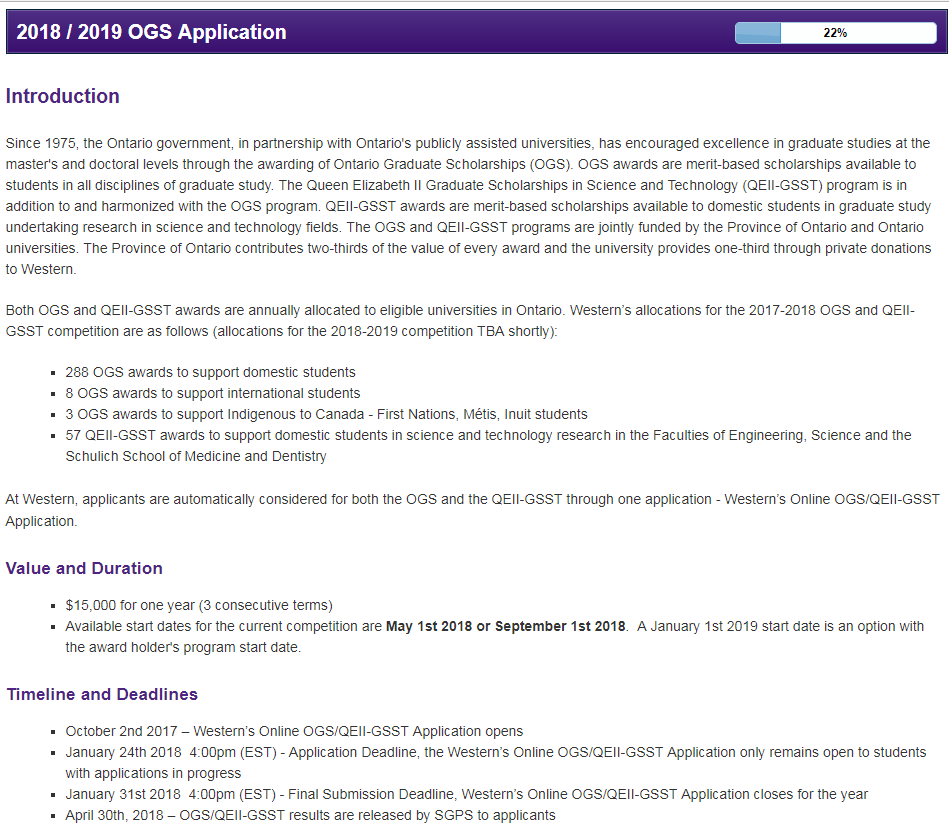 2018 / 2019 OGS Application
22%
Introduction
Since 1975, the Ontario government, in partnership with Ontario's publicly assisted universities, has encouraged excellence in graduate studies at the
master's and doctoral levels through the awarding of Ontario Graduate Scholarships (OGS). OGS awards are merit-based scholarships available to
students in all disciplines of graduate study. The Queen Elizabeth II Graduate Scholarships in Science and Technology (QEII-GSST) program is in
addition to and harmonized with the OGS program. QEII-GSST awards are merit-based scholarships available to domestic students in graduate study
undertaking research in science and technology fields. The OGS and QEII-GSST programs are jointly funded by the Province of Ontario and Ontario
universities. The Province of Ontario contributes two-thirds of the value of every award and the university provides one-third through private donations
to Western.
Both OGS and QEII-GSST awards are annually allocated to eligible universities in Ontario. Western’s allocations for the 2017-2018 OGS and QEII-
GSST competition are as follows (allocations for the 2018-2019 competition TBA shortly):
▪ 288 OGS awards to support domestic students
▪ 8 OGS awards to support international students
▪ 3 OGS awards to support Indigenous to Canada - First Nations, Métis, Inuit students
▪ 57 QEII-GSST awards to support domestic students in science and technology research in the Faculties of Engineering, Science and the
Schulich School of Medicine and Dentistry
At Western, applicants are automatically considered for both the OGS and the QEII-GSST through one application - Western’s Online OGS/QEII-GSST
Application.
Value and Duration
▪ $15,000 for one year (3 consecutive terms)
▪ Available start dates for the current competition are May 1st 2018 or September 1st 2018.  A January 1st 2019 start date is an option with
the award holder's program start date.
Timeline and Deadlines
▪ October 2nd 2017 – Western’s Online OGS/QEII-GSST Application opens
▪ January 24th 2018  4:00pm (EST) - Application Deadline, the Western’s Online OGS/QEII-GSST Application only remains open to students
with applications in progress
▪ January 31st 2018  4:00pm (EST) - Final Submission Deadline, Western’s Online OGS/QEII-GSST Application closes for the year
▪ April 30th, 2018 – OGS/QEII-GSST results are released by SGPS to applicants